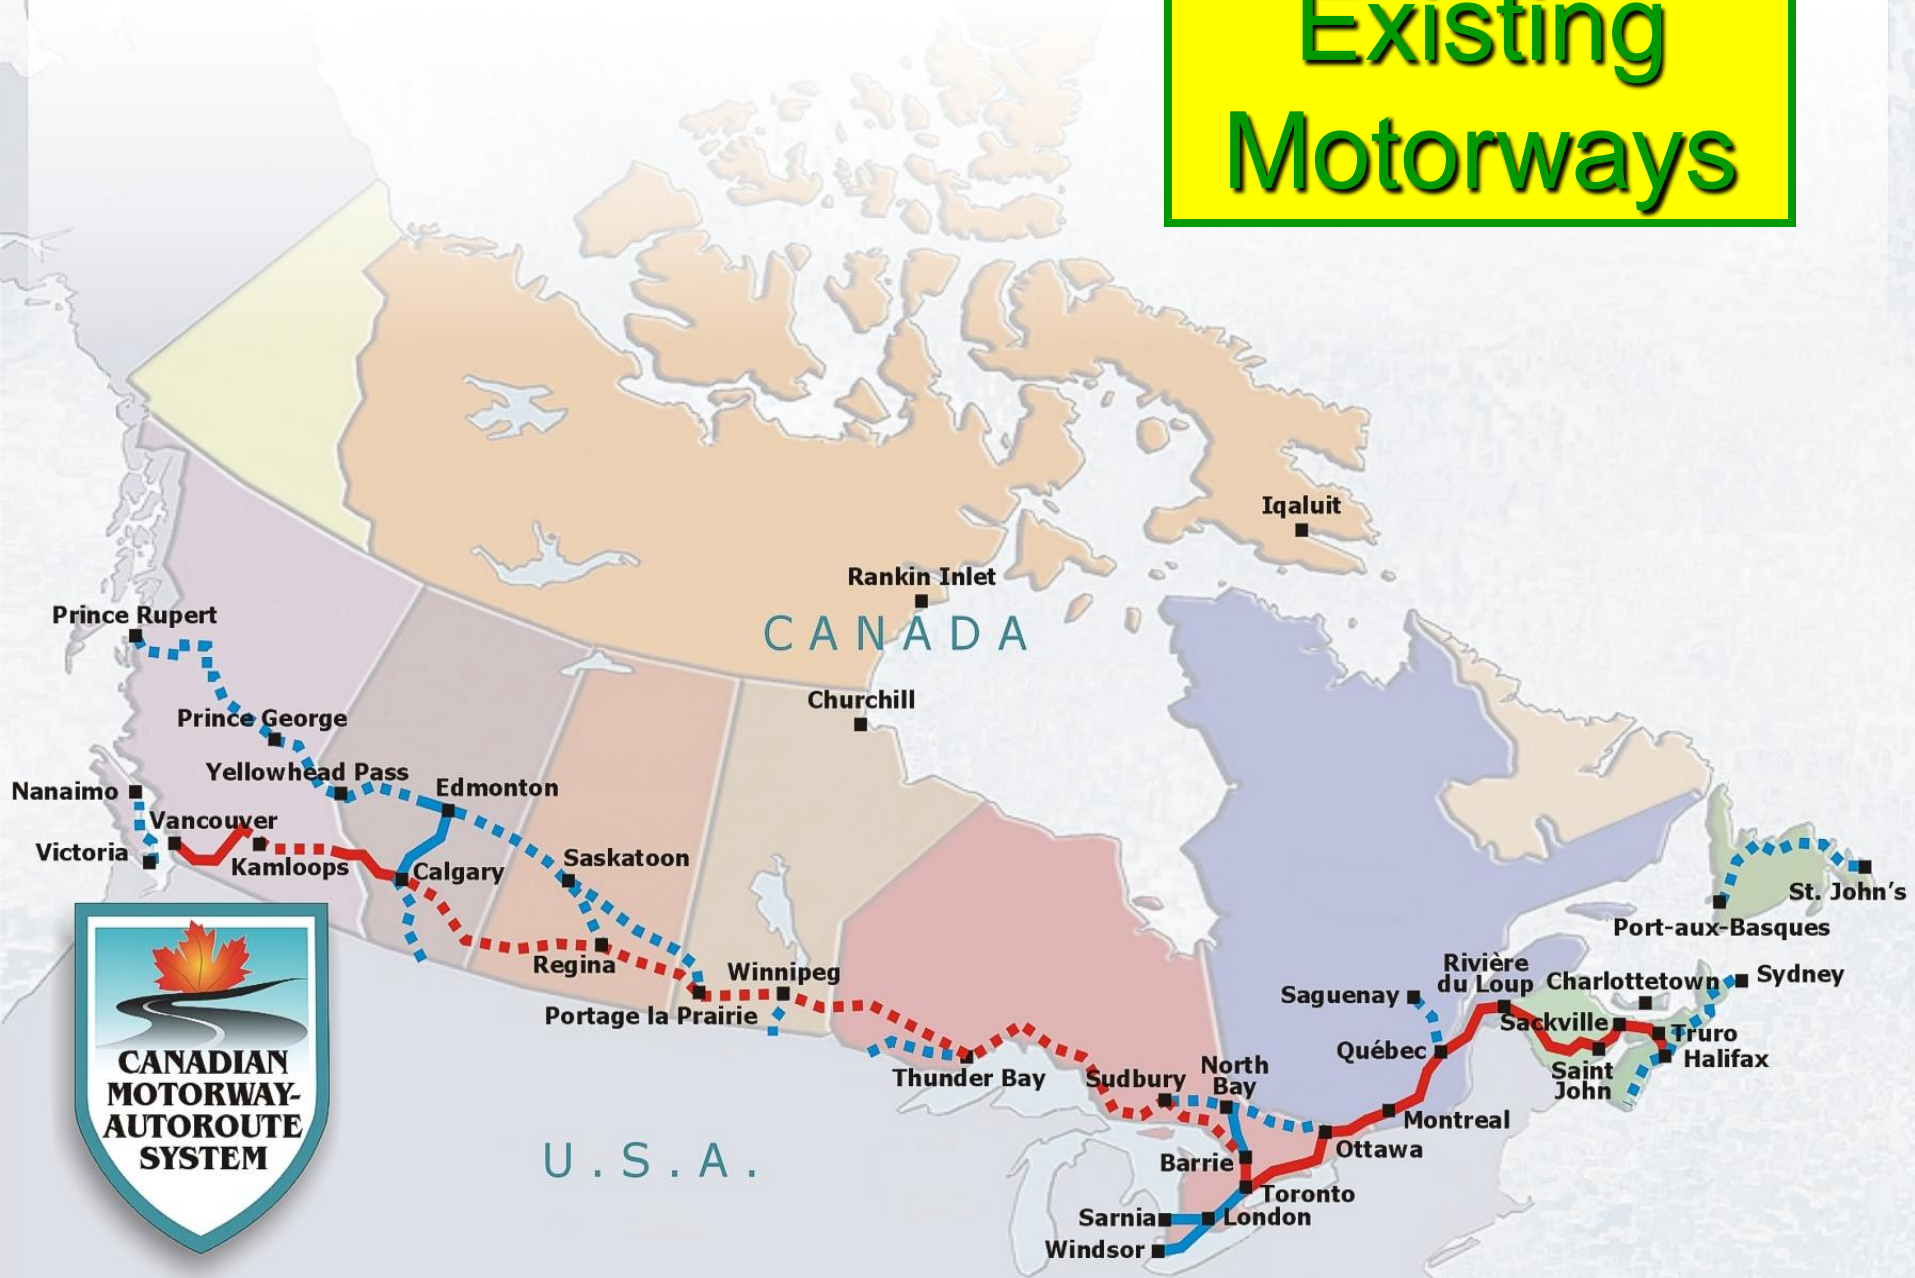 Existing
Motorways
Iqaluit
Rankin Inlet
CANADA
Prince Rupert
Churchill
Prince George
Yellowhead Pass
Edmonton
Nanaimo
Vancouver
Victoria
Kamloops
Calgary
Saskatoon
St. John's
Port-aux-Basques
Regina
Winnipeg
Portage la Prairie
Rivière
du Loup
Charlottetown
Sydney
Saguenay
Sackville
Truro
Québec
Halifax
Saint
John
Thunder Bay
Sudbury
North
Bay
Montreal
Ottawa
Barrie
Toronto
Sarnia
London
Windsor
U.S.A.
CANADIAN
MOTORWAY-
AUTOROUTE
SYSTEM